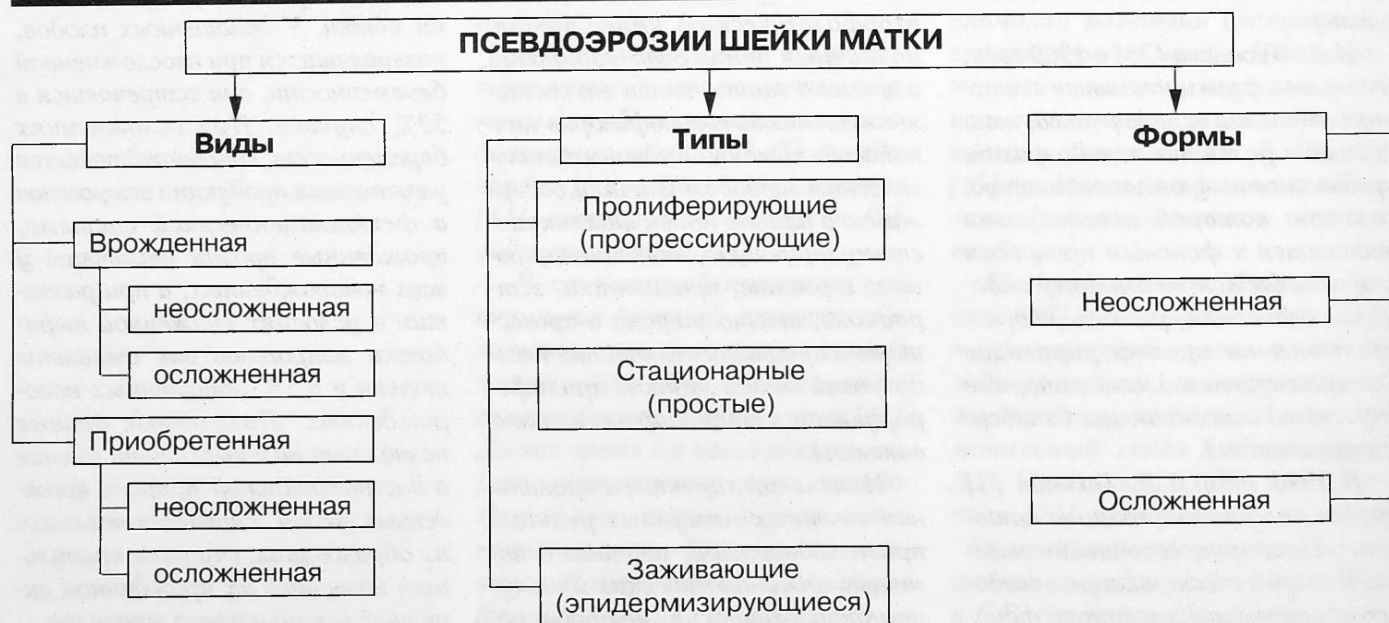 ПСЕВДОЭРОЗИИ ШЕЙКИ МАТКИ
Виды
Врожденная
неосложненная
осложненная
Приобретенная
неосложненная
осложненная
Типы
Пролиферирующие
(прогрессирующие)
Стационарные
(простые)
Заживающие
(эпидермизирующиеся)
Формы
Неосложненная
Осложненная